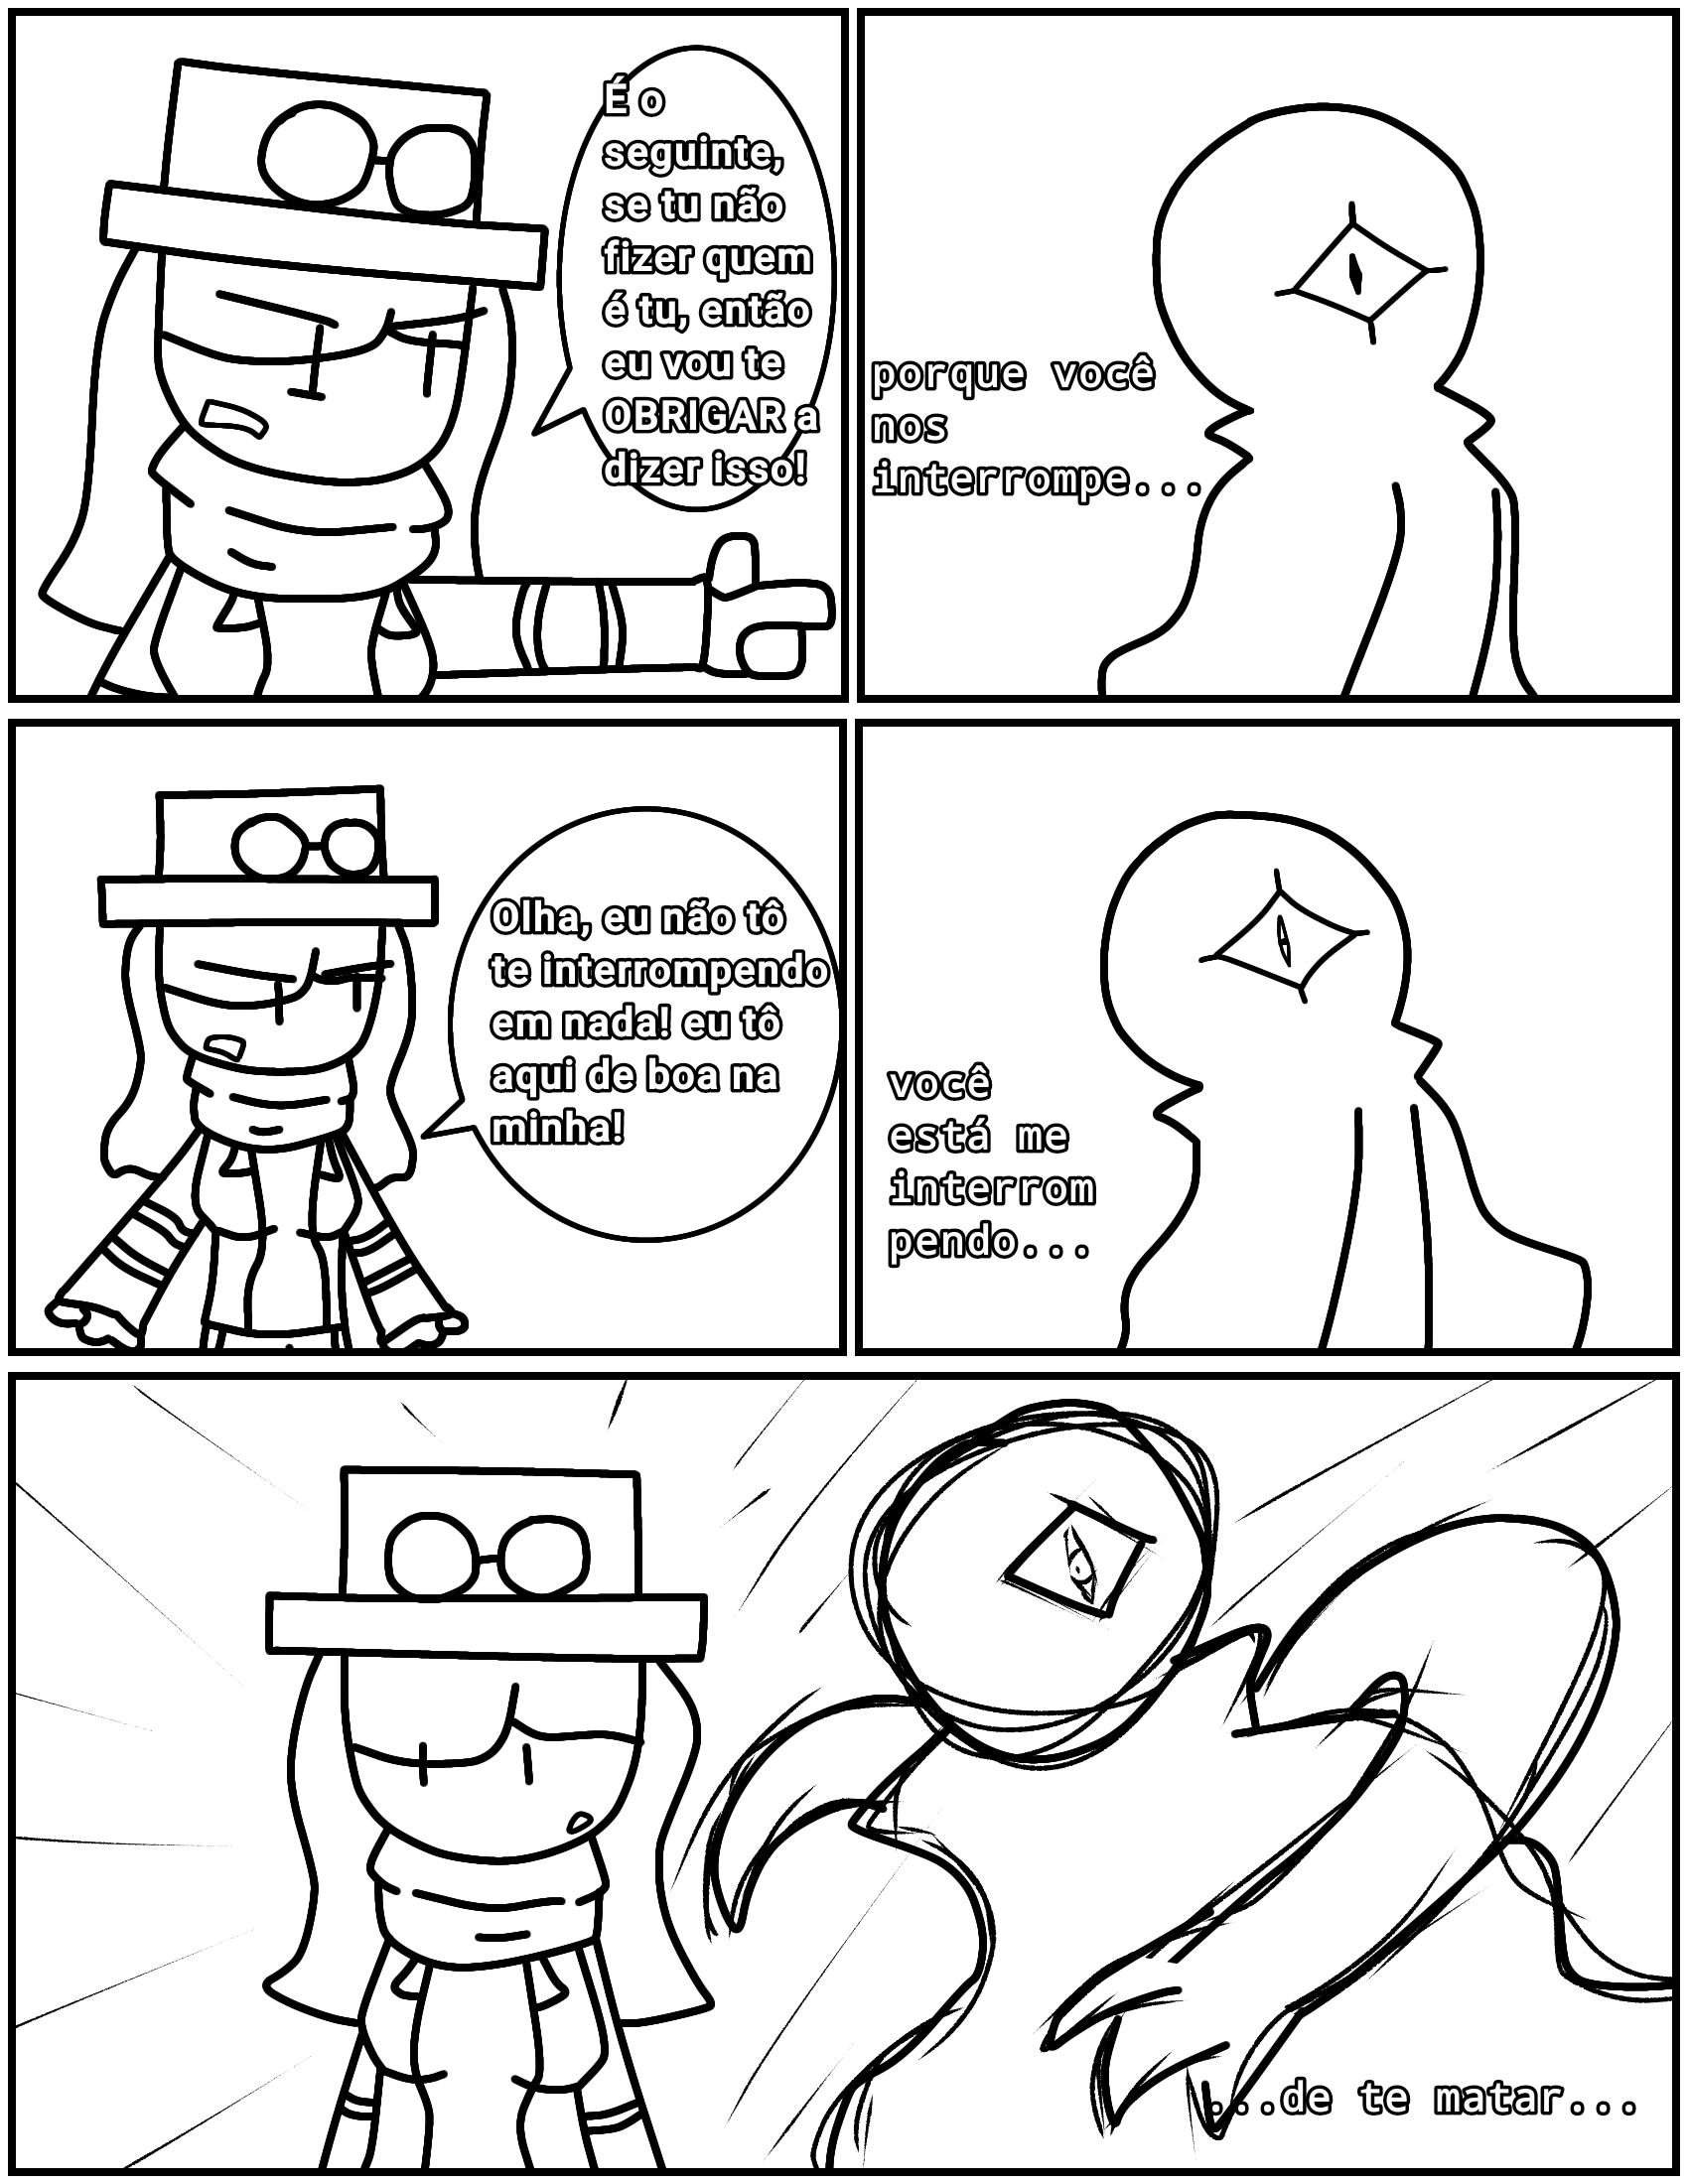 É o
seguinte,
se tu não
fizer quem
é tu, então
eu vou te
OBRIGAR a
dizer isso!
porque você
nos
interrompe...
Olha, eu não tô
te interrompendo
em nada! eu tô
aqui de boa na
minha!
você
está me
interrom
pendo...
...de te matar...